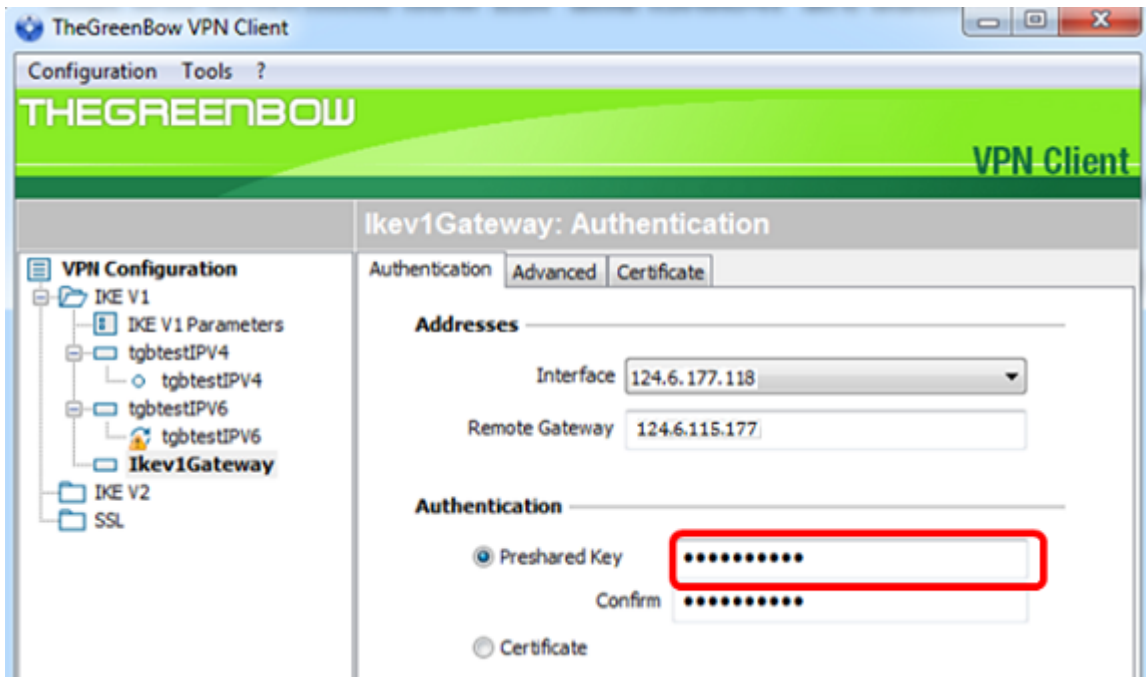 TheGreenBow VPN Client
Configuration Tools ?
THEGREENBOW
VPN Client
Ikev1Gateway: Authentication
VPN Configuration
IKE V1
IKE V1 Parameters
tgbtestIPV4
tgbtestIPV4
tgbtestIPV6
tgbtestIPV6
Ikev1Gateway
IKE V2
SSL
Authentication Advanced Certificate
Addresses
Interface 124.6.177.118
Remote Gateway 124.6.115.177
Authentication
Preshared Key ••••••••••
Confirm ••••••••••
Certificate